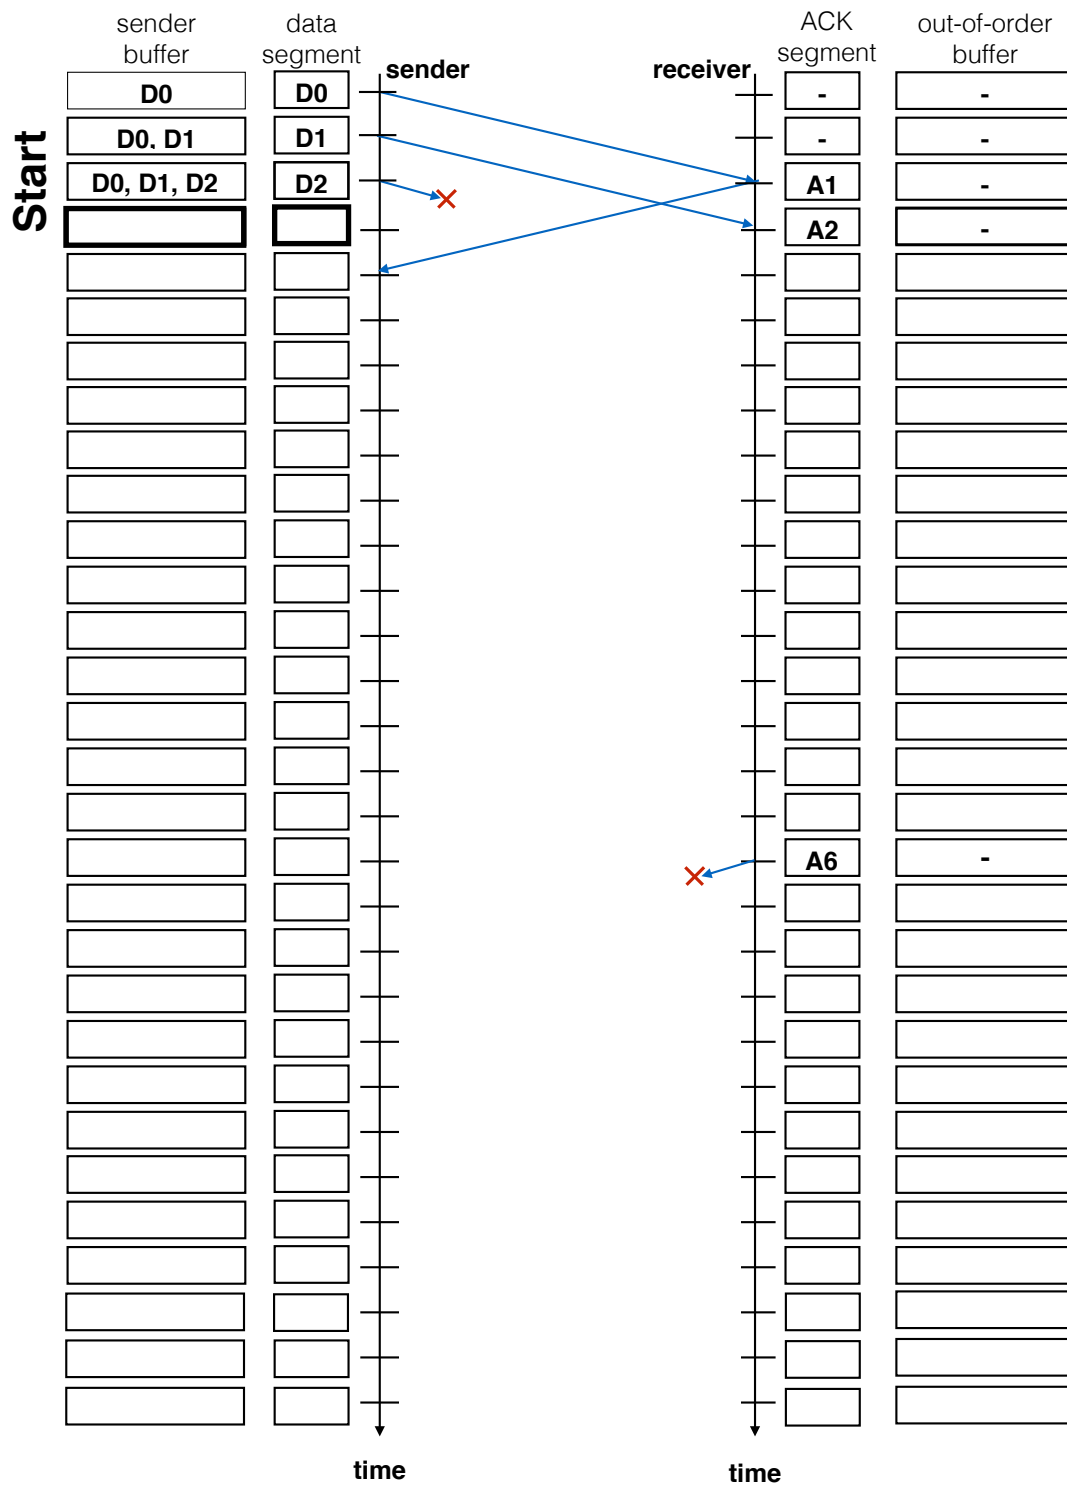 sender buffer
data segment
ACK segment
out-of-order buffer
sender
receiver
Start
D0
D0
-
-
D0, D1
D1
-
-
D0, D1, D2
D2
A1
-
A2
-
A6
-
time
time